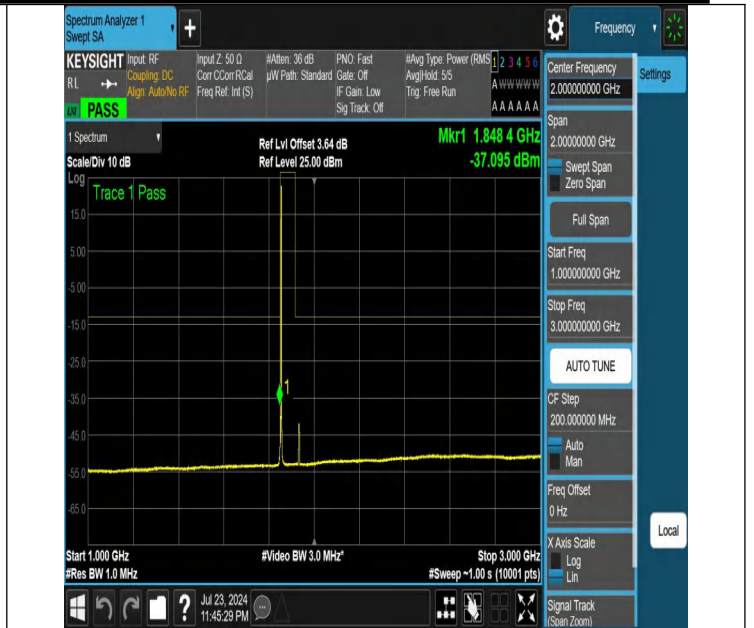 Spectrum Analyzer 1
Swept SA
Frequency
KEYSIGHT
RL
PASS
Input: RF
Coupling: DC
Align: Auto/No RF
Input Z: 50 Ω
Corr CCorr RCal
Freq Ref: Int (S)
#Atten: 36 dB
µW Path: Standard
PNO: Fast
Gate: Off
IF Gain: Low
Sig Track: Off
#Avg Type: Power (RMS
Avg|Hold: 5/5
Trig: Free Run
1 2 3 4 5 6
A W W W W W
A A A A A A
1 Spectrum
Scale/Div 10 dB
Ref Lvl Offset 3.64 dB
Ref Level 25.00 dBm
Mkr1 1.848 4 GHz
-37.095 dBm
Log
Trace 1 Pass
15.0
5.00
-5.00
-15.0
-25.0
-35.0
-45.0
-55.0
-65.0
1
Start 1.000 GHz
#Res BW 1.0 MHz
#Video BW 3.0 MHz*
Stop 3.000 GHz
#Sweep ~1.00 s (10001 pts)
Jul 23, 2024
11:45:29 PM
Center Frequency
2.000000000 GHz
Settings
Span
2.00000000 GHz
Swept Span
Zero Span
Full Span
Start Freq
1.000000000 GHz
Stop Freq
3.000000000 GHz
AUTO TUNE
CF Step
200.000000 MHz
Auto
Man
Freq Offset
0 Hz
X Axis Scale
Log
Lin
Local
Signal Track
(Span Zoom)